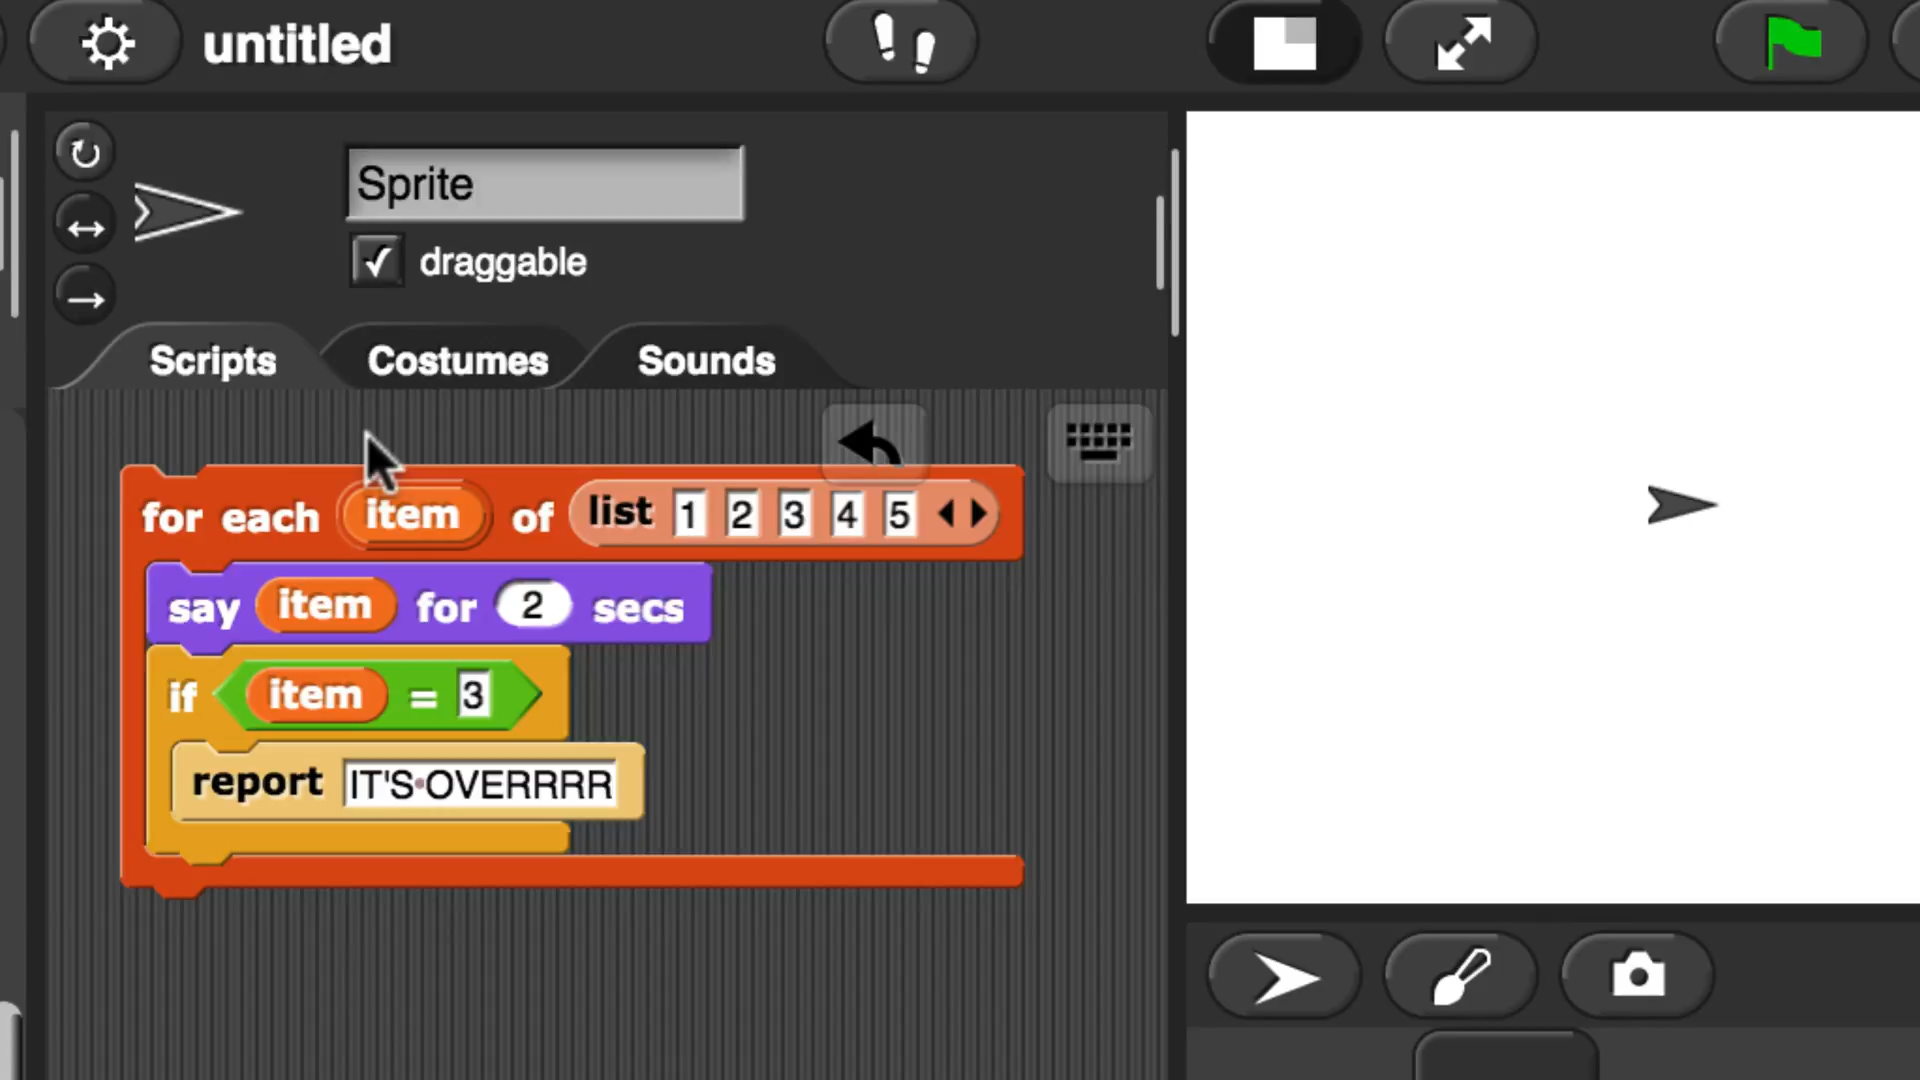 untitled
Sprite
draggable
Scripts Costumes Sounds
for each item of list 1 2 3 4 5
say item for 2 secs
if item = 3
report IT'S·OVERRRR